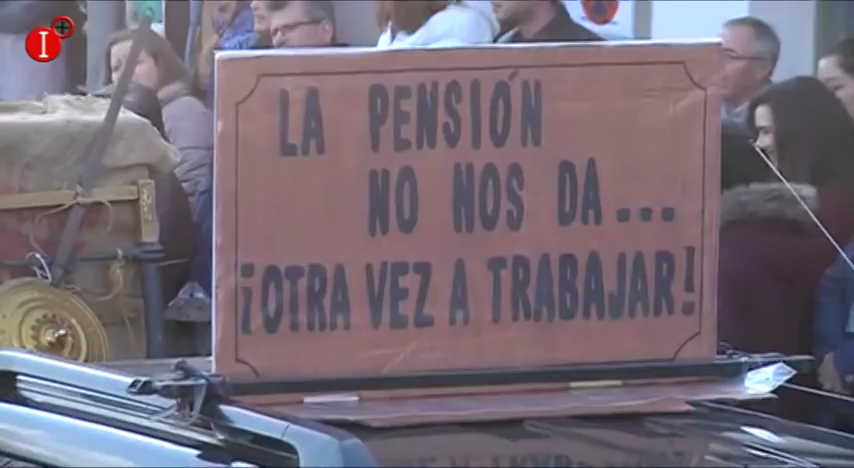 I+
LA PENSIÓN
NO NOS DA....
¡OTRA VEZ A TRABAJAR!